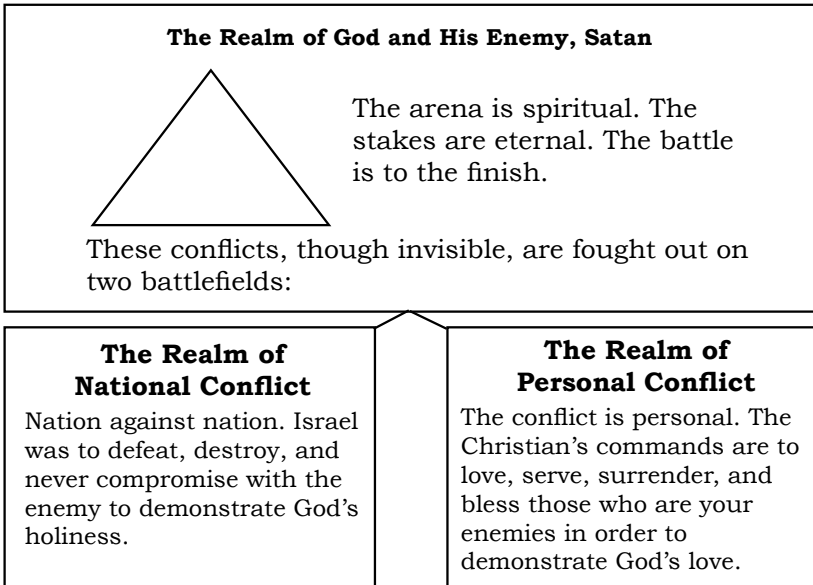 The Realm of God and His Enemy, Satan
The arena is spiritual. The
stakes are eternal. The battle
is to the finish.
These conflicts, though invisible, are fought out on
two battlefields:
The Realm of
National Conflict
Nation against nation. Israel
was to defeat, destroy, and
never compromise with the
enemy to demonstrate God's
holiness.
The Realm of
Personal Conflict
The conflict is personal. The
Christian's commands are to
love, serve, surrender, and
bless those who are your
enemies in order to
demonstrate God's love.